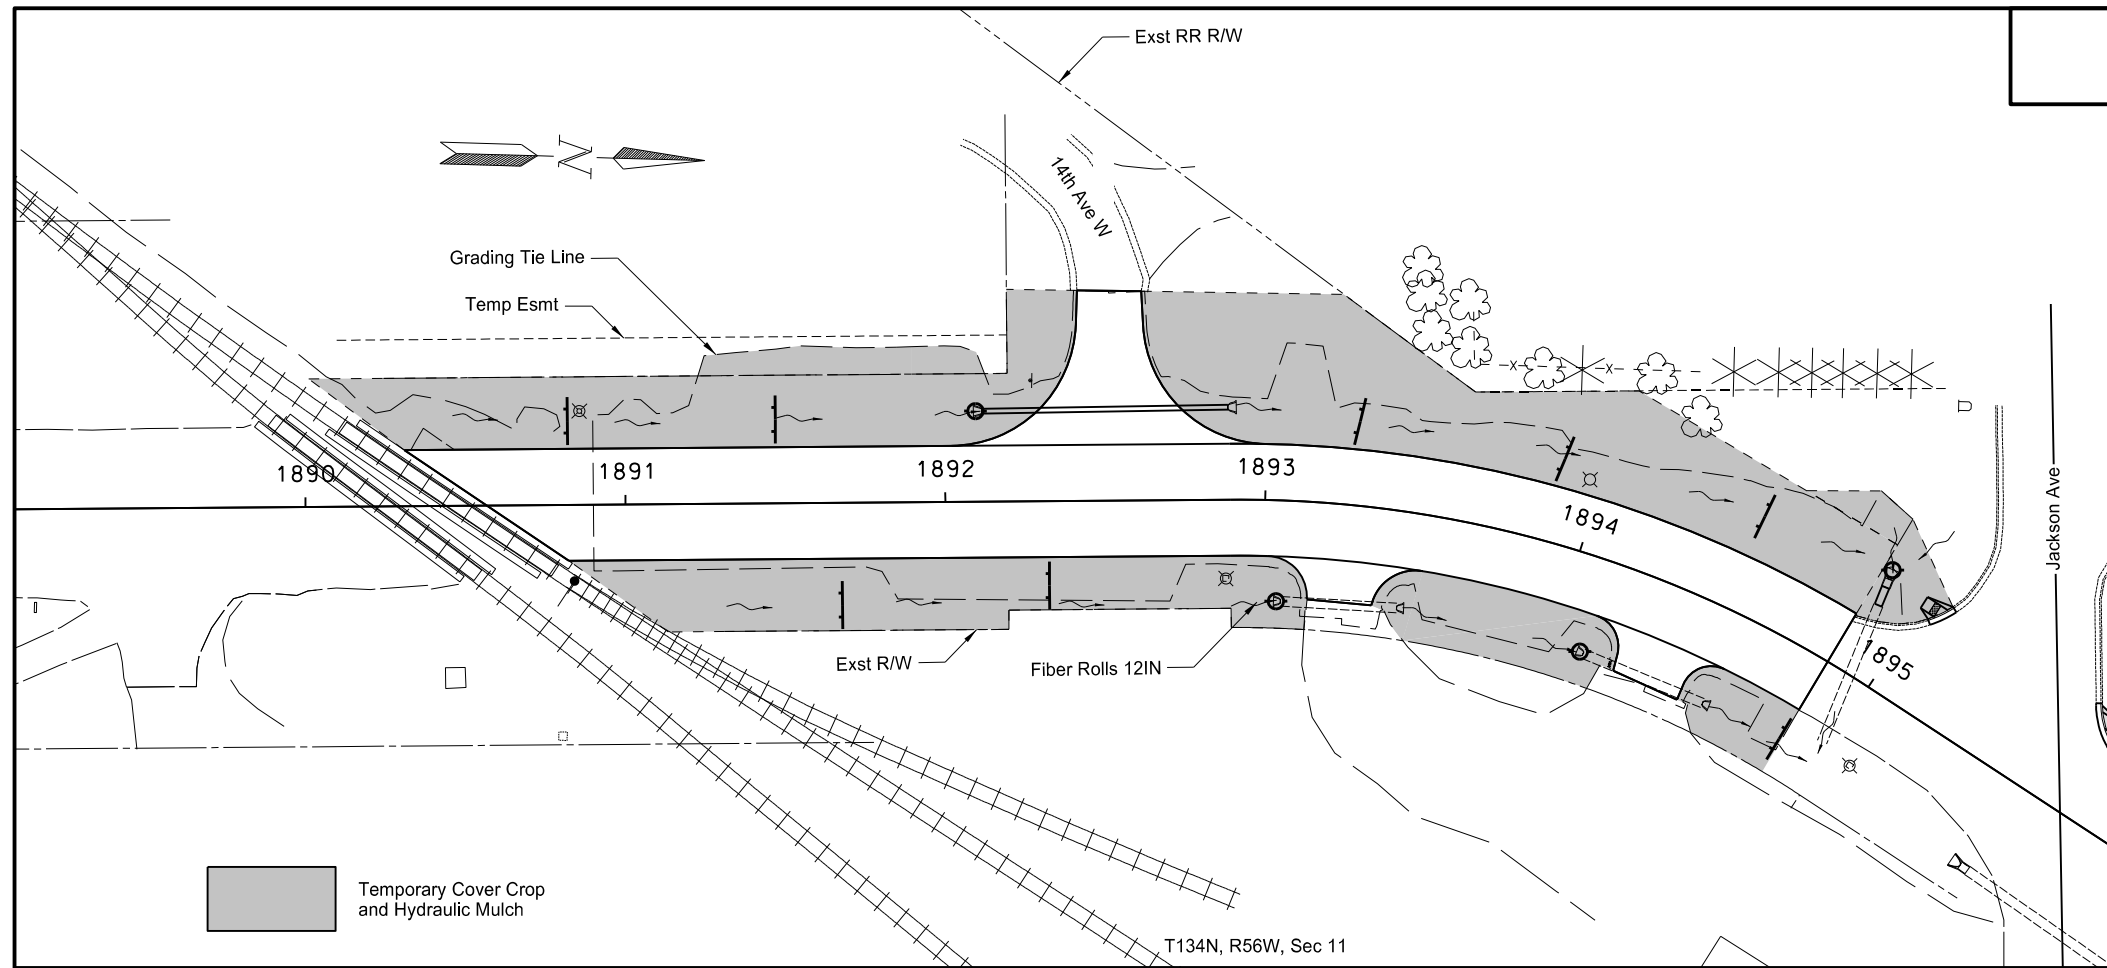 Exst RR R/W
N
14th Ave W
Grading Tie Line
Temp Esmt
x
x
1890
1891
1892
1893
1894
1895
Jackson Ave
Exst R/W
Fiber Rolls 12IN
Temporary Cover Crop
and Hydraulic Mulch
T134N, R56W, Sec 11